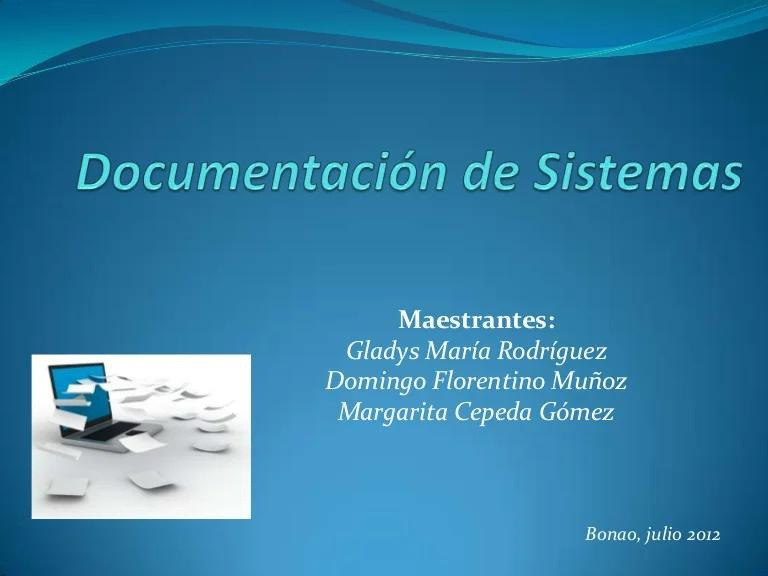 Documentación de Sistemas
Maestrantes:
Gladys María Rodríguez
Domingo Florentino Muñoz
Margarita Cepeda Gómez
Bonao, julio 2012